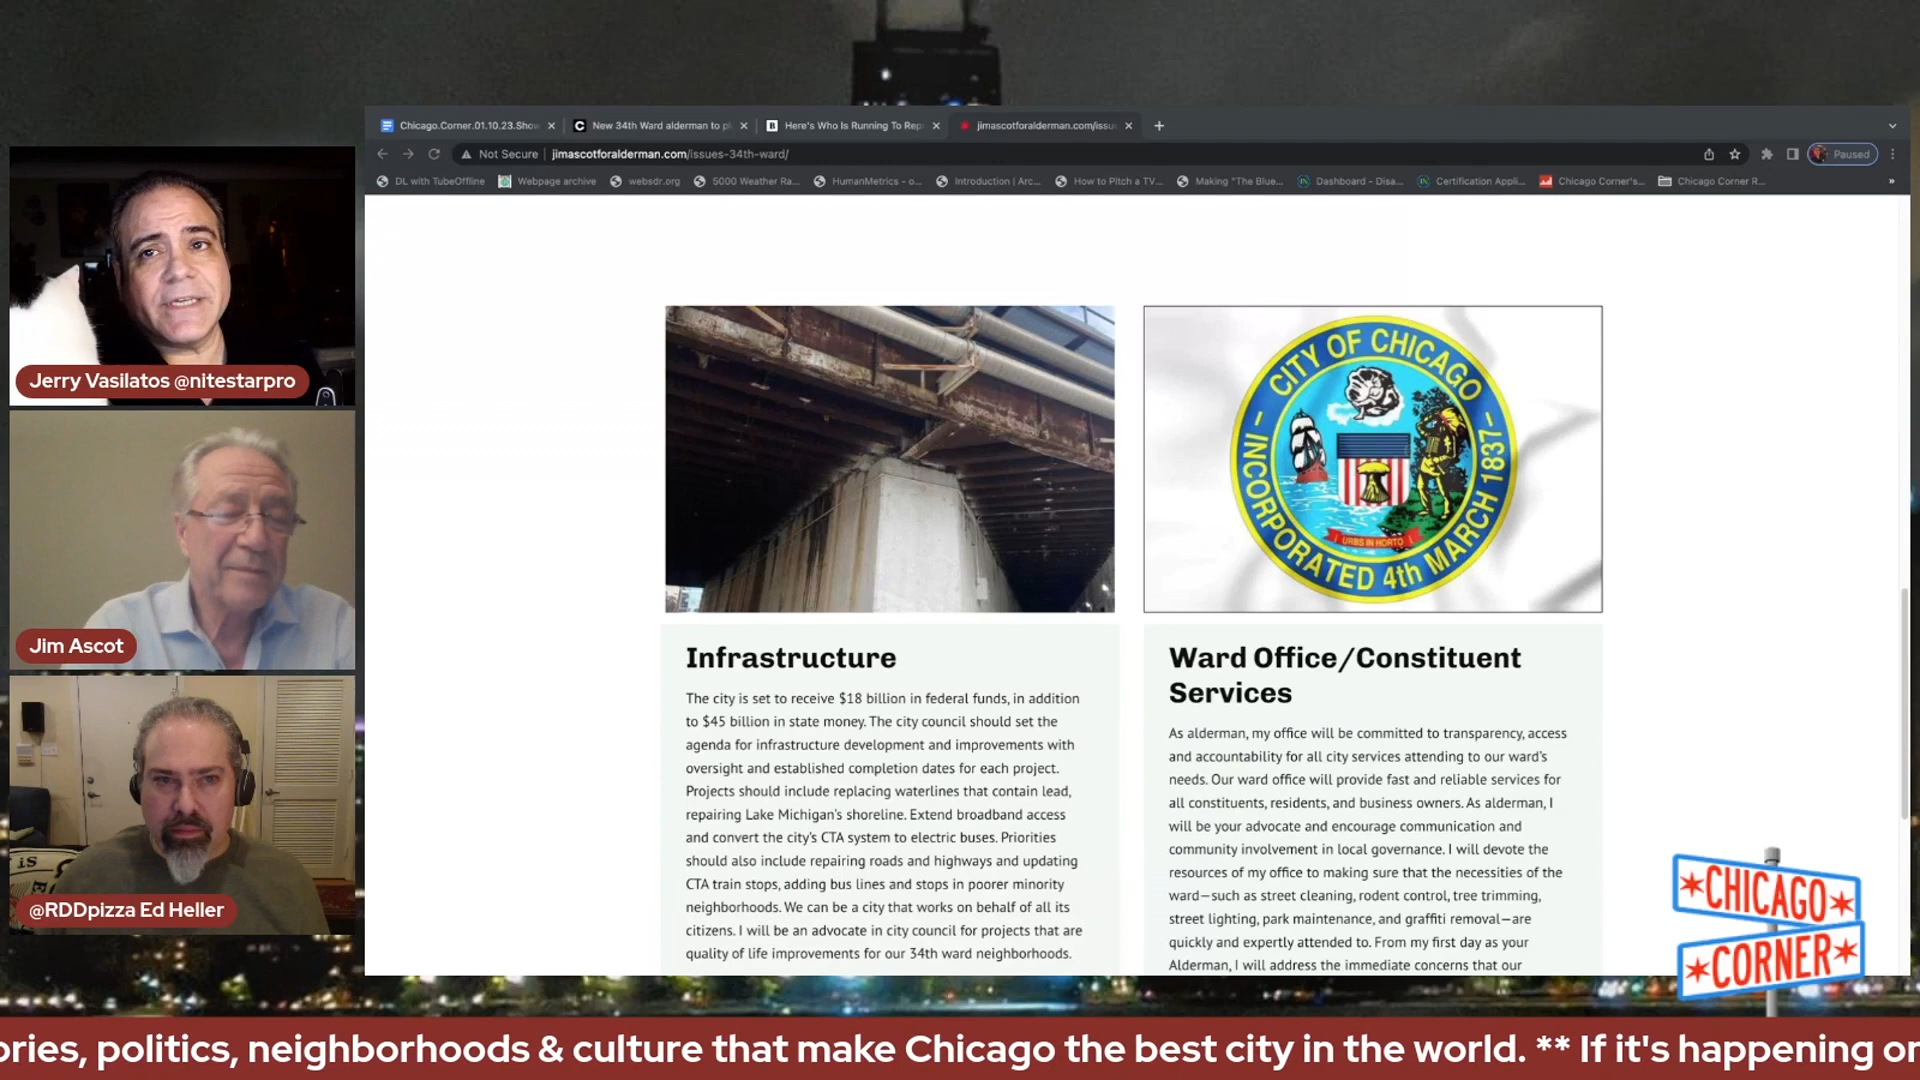 Chicago.Corner.01.10.23.Show
New 34th Ward alderman to pl
Here's Who Is Running To Rep
jimascotforalderman.com/issu
Not Secure
jimascotforalderman.com/issues-34th-ward/
Paused
DL with TubeOffline
Webpage archive
websdr.org
5000 Weather Ra...
HumanMetrics - o...
Introduction | Arc...
How to Pitch a TV...
Making "The Blue...
Dashboard - Disa...
Certification Appli...
Chicago Corner's...
Chicago Corner R...
»
Jerry Vasilatos @nitestarpro
Jim Ascot
@RDDpizza Ed Heller
CITY OF CHICAGO
INCORPORATED 4th MARCH 1837
URBS IN HORTO
Infrastructure
The city is set to receive $18 billion in federal funds, in addition
to $45 billion in state money. The city council should set the
agenda for infrastructure development and improvements with
oversight and established completion dates for each project.
Projects should include replacing waterlines that contain lead,
repairing Lake Michigan's shoreline. Extend broadband access
and convert the city's CTA system to electric buses. Priorities
should also include repairing roads and highways and updating
CTA train stops, adding bus lines and stops in poorer minority
neighborhoods. We can be a city that works on behalf of all its
citizens. I will be an advocate in city council for projects that are
quality of life improvements for our 34th ward neighborhoods.
Ward Office/Constituent
Services
As alderman, my office will be committed to transparency, access
and accountability for all city services attending to our ward's
needs. Our ward office will provide fast and reliable services for
all constituents, residents, and business owners. As alderman, I
will be your advocate and encourage communication and
community involvement in local governance. I will devote the
resources of my office to making sure that the necessities of the
ward—such as street cleaning, rodent control, tree trimming,
street lighting, park maintenance, and graffiti removal—are
quickly and expertly attended to. From my first day as your
Alderman, I will address the immediate concerns that our
CHICAGO
CORNER
ories, politics, neighborhoods & culture that make Chicago the best city in the world. ** If it's happening or